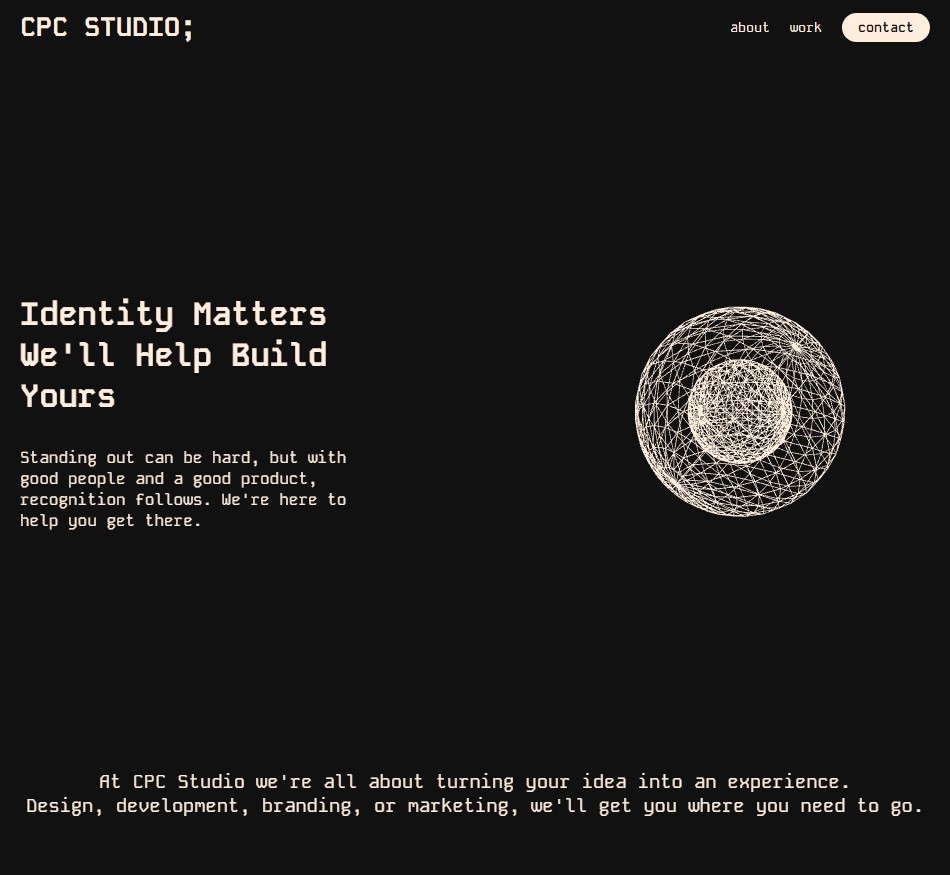 CPC STUDIO;
about work contact
Identity Matters
We'll Help Build
Yours
Standing out can be hard, but with
good people and a good product,
recognition follows. We're here to
help you get there.
At CPC Studio we're all about turning your idea into an experience.
Design, development, branding, or marketing, we'll get you where you need to go.